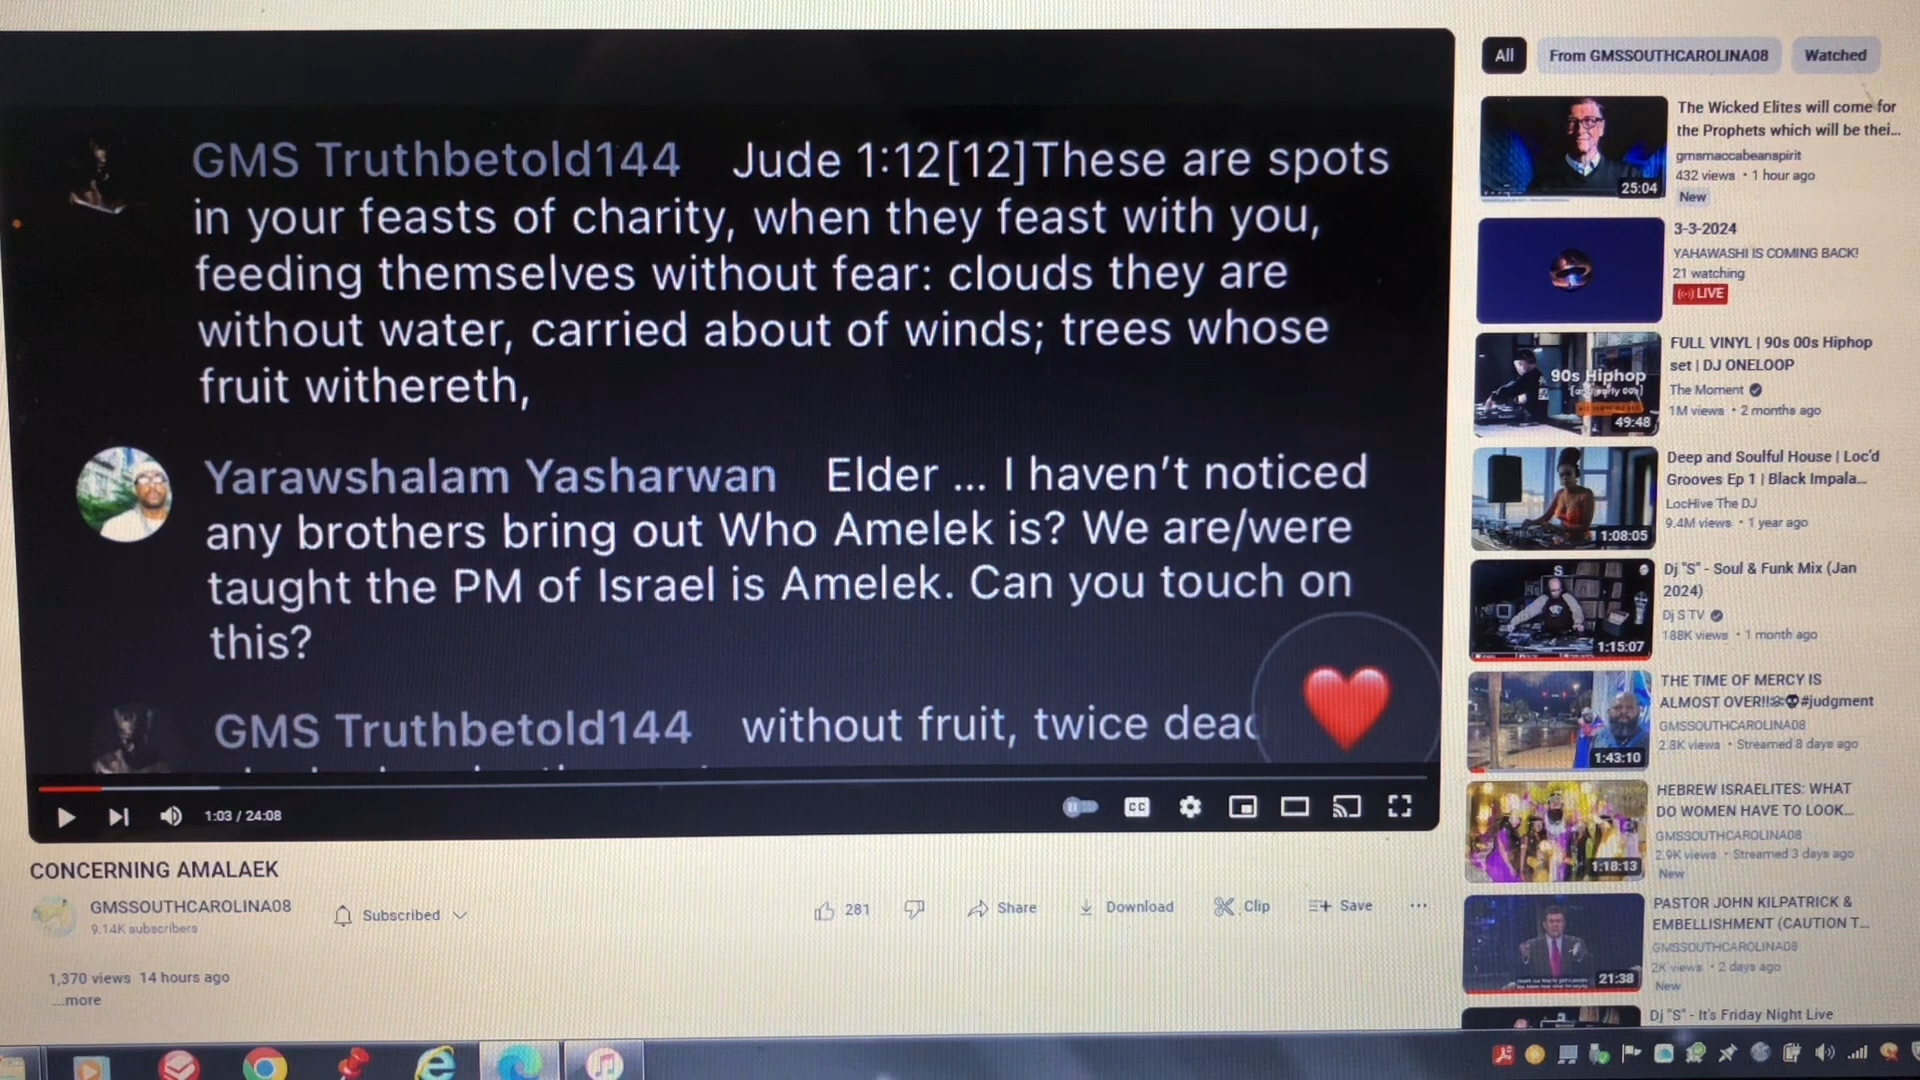 GMS Truthbetold144 Jude 1:12[12]These are spots
in your feasts of charity, when they feast with you,
feeding themselves without fear: clouds they are
without water, carried about of winds; trees whose
fruit withereth,
Yarawshalam Yasharwan Elder ... I haven't noticed
any brothers bring out Who Amelek is? We are/were
taught the PM of Israel is Amelek. Can you touch on
this?
GMS Truthbetold144 without fruit, twice dead
1:03 / 24:08
CC
CONCERNING AMALAEK
GMSSOUTHCAROLINA08
9.14K subscribers
Subscribed
281
Share
Download
Clip
Save
1,370 views 14 hours ago
...more
All
From GMSSOUTHCAROLINA08
Watched
25:04
The Wicked Elites will come for
the Prophets which will be thei...
gmsmaccabeanspirit
432 views • 1 hour ago
New
3-3-2024
YAHAWASHI IS COMING BACK!
21 watching
LIVE
90s Hiphop
49:48
FULL VINYL | 90s 00s Hiphop
set | DJ ONELOOP
The Moment
1M views • 2 months ago
1:08:05
Deep and Soulful House | Loc'd
Grooves Ep 1 | Black Impala...
LocHive The DJ
9.4M views • 1 year ago
S
1:15:07
Dj "S" - Soul & Funk Mix (Jan
2024)
Dj S TV
188K views • 1 month ago
1:43:10
THE TIME OF MERCY IS
ALMOST OVER!!#judgment
GMSSOUTHCAROLINA08
2.8K views • Streamed 8 days ago
1:18:13
HEBREW ISRAELITES: WHAT
DO WOMEN HAVE TO LOOK...
GMSSOUTHCAROLINA08
2.9K views • Streamed 3 days ago
New
21:38
PASTOR JOHN KILPATRICK &
EMBELLISHMENT (CAUTION T...
GMSSOUTHCAROLINA08
2K views • 2 days ago
New
Dj "S" - It's Friday Night Live